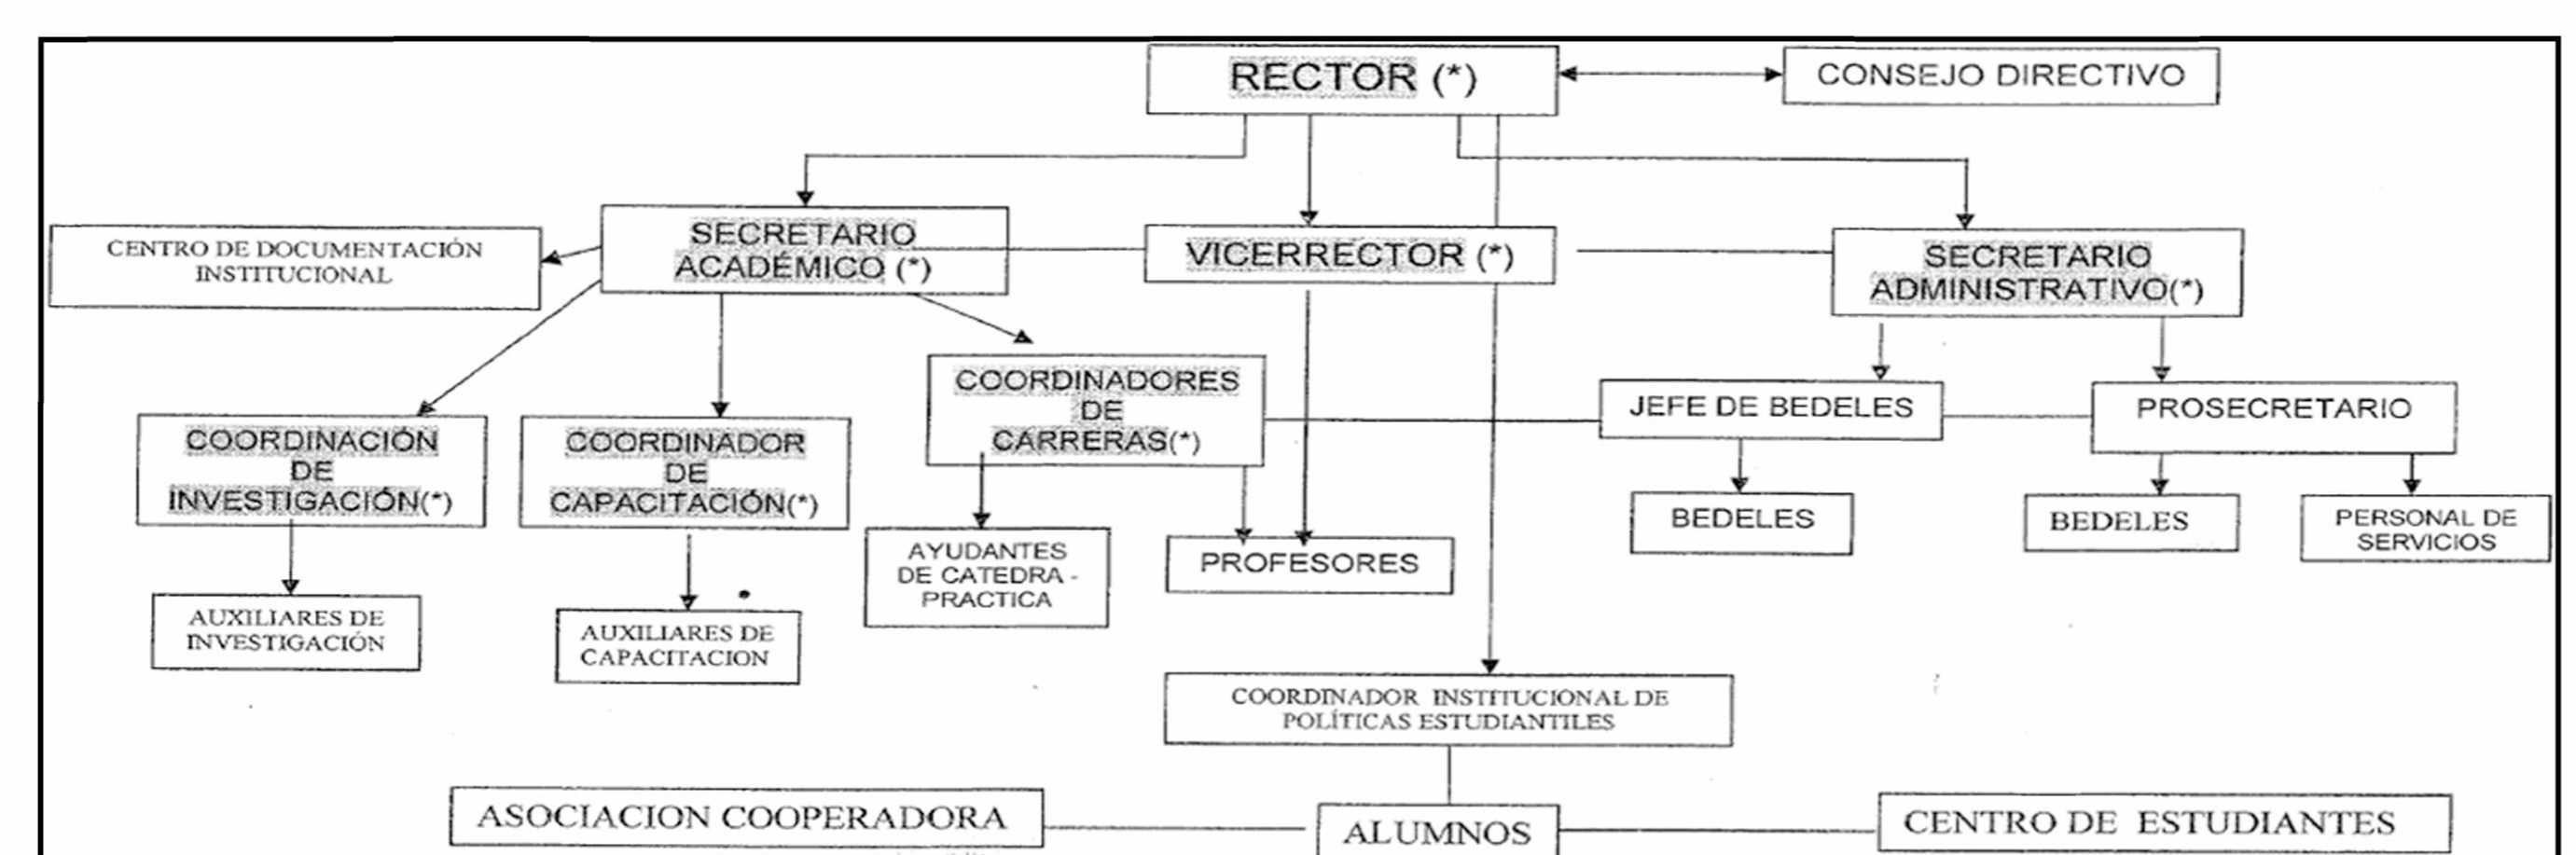 RECTOR (*)
CONSEJO DIRECTIVO
CENTRO DE DOCUMENTACIÓN
INSTITUCIONAL
SECRETARIO
ACADÉMICO (*)
VICERRECTOR (*)
SECRETARIO
ADMINISTRATIVO(*)
COORDINACIÓN
DE
INVESTIGACIÓN(*)
COORDINADOR
DE
CAPACITACIÓN(*)
COORDINADORES
DE
CARRERAS(*)
JEFE DE BEDELES
PROSECRETARIO
AUXILIARES DE
INVESTIGACIÓN
AUXILIARES DE
CAPACITACION
AYUDANTES
DE CATEDRA -
PRACTICA
PROFESORES
BEDELES
BEDELES
PERSONAL DE
SERVICIOS
COORDINADOR INSTITUCIONAL DE
POLÍTICAS ESTUDIANTILES
ASOCIACION COOPERADORA
ALUMNOS
CENTRO DE ESTUDIANTES